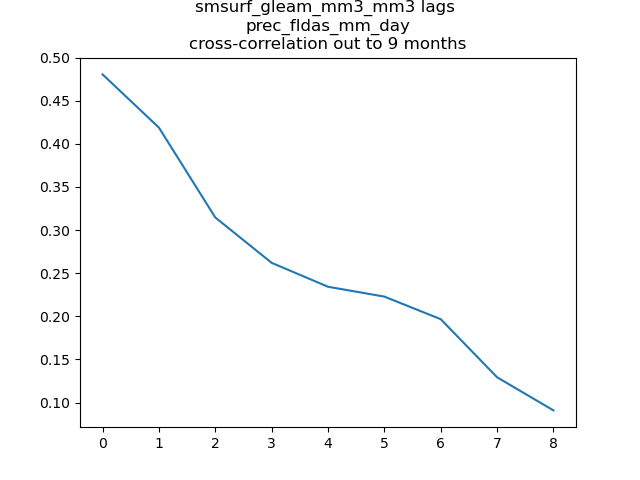 smsurf_gleam_mm3_mm3 lags
prec_fldas_mm_day
cross-correlation out to 9 months
0.50
0.45
0.40
0.35
0.30
0.25
0.20
0.15
0.10
0 1 2 3 4 5 6 7 8